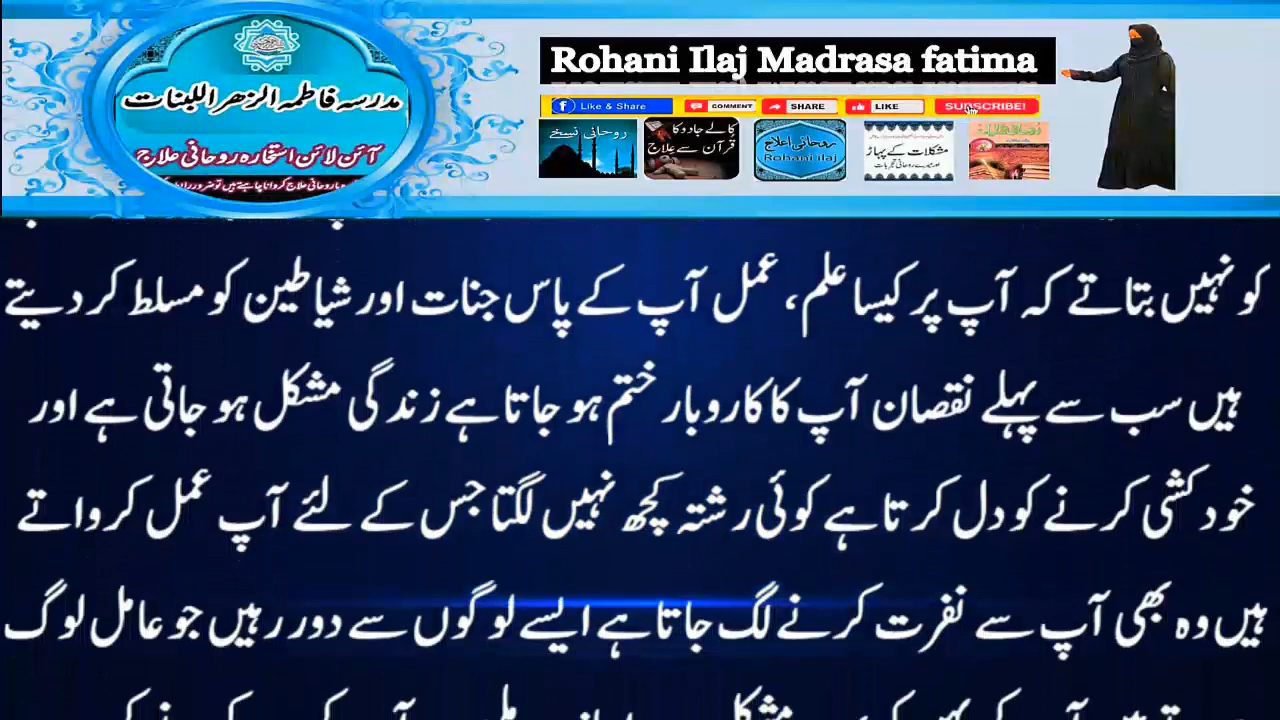 مدرسہ فاطمہ الزھرا للبنات
آئن لائن استخارہ روحانی علاج
Rohani Ilaj Madrasa fatima
Like & Share
COMMENT
SHARE
LIKE
SUBSCRIBE!
روحانی نسخے
کالے جادو کا
قرآن سے علاج
روحانی علاج
Rohani Ilaj
مشکلات کے پہاڑ
کو نہیں بتاتے کہ آپ پر کیسا علم، عمل آپ کے پاس جنات اور شیاطین کو مسلط کر دیتے
ہیں سب سے پہلے نقصان آپ کا کاروبار ختم ہو جاتا ہے زندگی مشکل ہو جاتی ہے اور
خود کشی کرنے کو دل کرتا ہے کوئی رشتہ کچھ نہیں لگتا جس کے لئے آپ عمل کرواتے
ہیں وہ بھی آپ سے نفرت کرنے لگ جاتا ہے ایسے لوگوں سے دور رہیں جو عامل لوگ